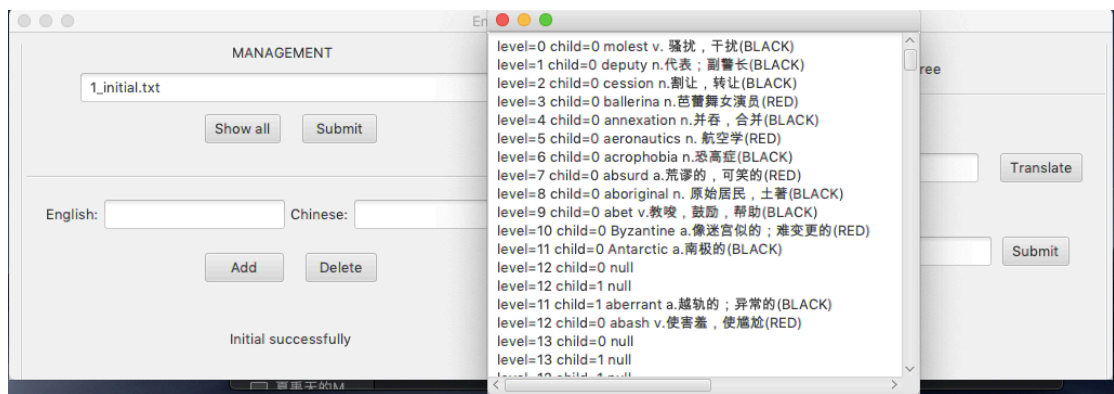 En
MANAGEMENT
1_initial.txt
Show all
Submit
English:
Chinese:
Add
Delete
Initial successfully
level=0 child=0 molest v. 骚扰，干扰(BLACK)
level=1 child=0 deputy n.代表；副警长(BLACK)
level=2 child=0 cession n.割让，转让(BLACK)
level=3 child=0 ballerina n.芭蕾舞女演员(RED)
level=4 child=0 annexation n.并吞，合并(BLACK)
level=5 child=0 aeronautics n. 航空学(RED)
level=6 child=0 acrophobia n.恐高症(BLACK)
level=7 child=0 absurd a.荒谬的，可笑的(RED)
level=8 child=0 aboriginal n. 原始居民，土著(BLACK)
level=9 child=0 abet v.教唆，鼓励，帮助(BLACK)
level=10 child=0 Byzantine a.像迷宫似的；难变更的(RED)
level=11 child=0 Antarctic a.南极的(BLACK)
level=12 child=0 null
level=12 child=1 null
level=11 child=1 aberrant a.越轨的；异常的(BLACK)
level=12 child=0 abash v.使害羞，使尴尬(RED)
level=13 child=0 null
level=13 child=1 null
ree
Translate
Submit